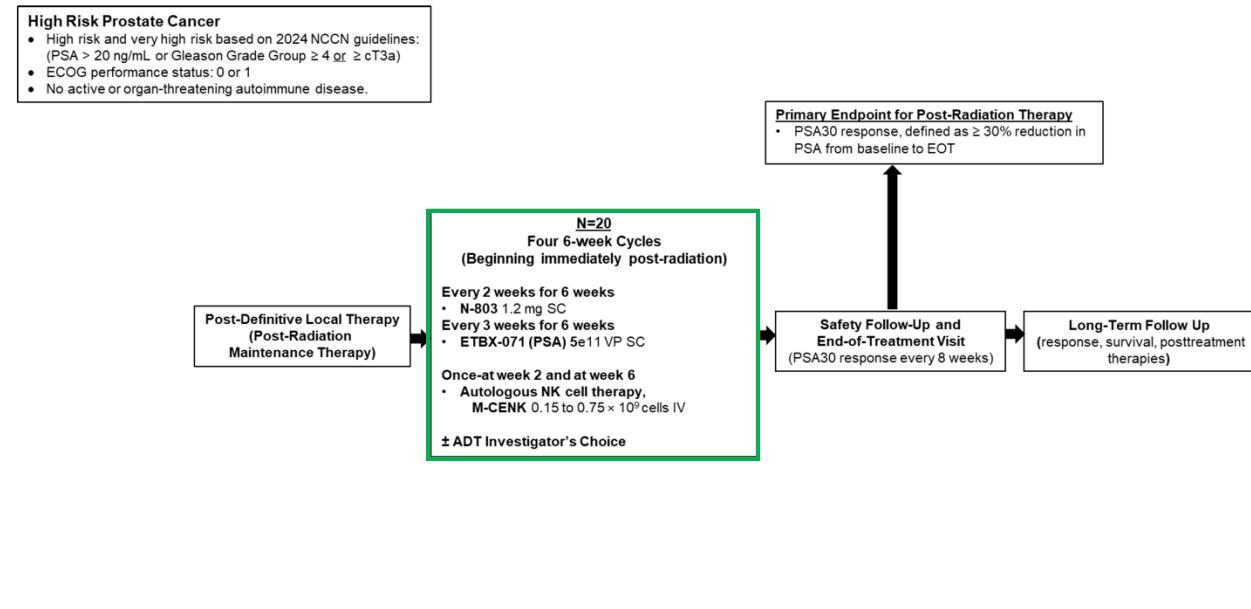 High Risk Prostate Cancer
• High risk and very high risk based on 2024 NCCN guidelines:
(PSA > 20 ng/mL or Gleason Grade Group ≥ 4 or ≥ cT3a)
• ECOG performance status: 0 or 1
• No active or organ-threatening autoimmune disease.
Primary Endpoint for Post-Radiation Therapy
• PSA30 response, defined as ≥ 30% reduction in
PSA from baseline to EOT
Post-Definitive Local Therapy
(Post-Radiation
Maintenance Therapy)
N=20
Four 6-week Cycles
(Beginning immediately post-radiation)
Every 2 weeks for 6 weeks
• N-803 1.2 mg SC
Every 3 weeks for 6 weeks
• ETBX-071 (PSA) 5e11 VP SC
Once-at week 2 and at week 6
• Autologous NK cell therapy,
M-CENK 0.15 to 0.75 × 10⁹ cells IV
± ADT Investigator's Choice
Safety Follow-Up and
End-of-Treatment Visit
(PSA30 response every 8 weeks)
Long-Term Follow Up
(response, survival, posttreatment
therapies)